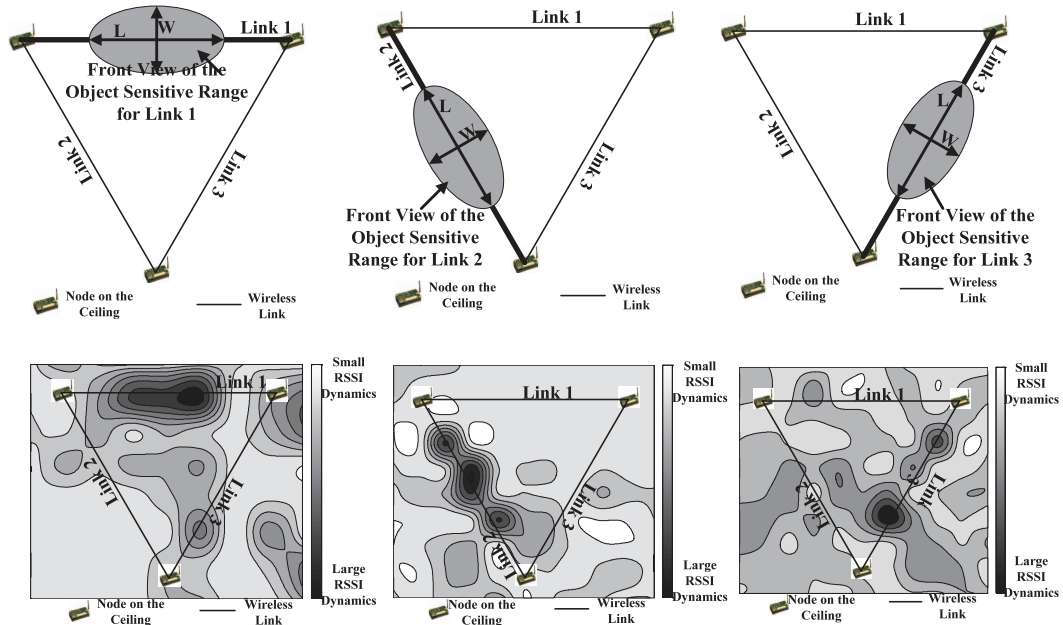 L
W
Link 1
Front View of the
Object Sensitive Range
for Link 1
Link 2
Link 3
Node on the
Ceiling
Wireless
Link
Link 1
Link 2
L
W
Link 3
Front View of the
Object Sensitive
Range for Link 2
Node on the
Ceiling
Wireless
Link
Link 1
Link 3
L
W
Link 2
Front View of the
Object Sensitive
Range for Link 3
Node on the
Ceiling
Wireless
Link
Link 1
Link 2
Link 3
Small
RSSI
Dynamics
Large
RSSI
Dynamics
Node on the
Ceiling
Wireless
Link
Link 1
Link 3
Link 2
Small
RSSI
Dynamics
Large
RSSI
Dynamics
Node on the
Ceiling
Wireless
Link
Link 1
Link 2
Link 3
Small
RSSI
Dynamics
Large
RSSI
Dynamics
Node on the
Ceiling
Wireless
Link